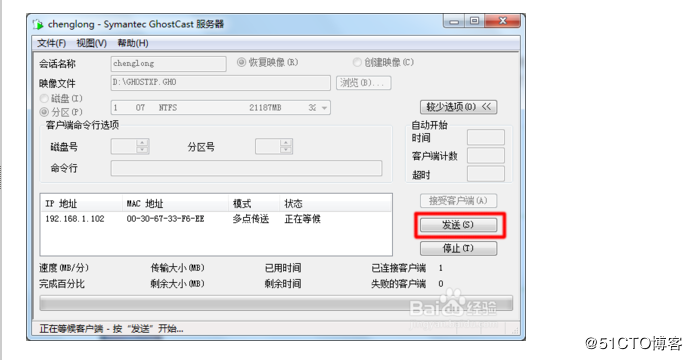 chenglong - Symantec GhostCast 服务器
文件(F) 视图(V) 帮助(H)
会话名称 chenglong 恢复映像(R) 创建映像(C)
映像文件 D:\GHOSTXP.GHO 浏览(B)...
磁盘(I)
分区(P) 1 07 NTFS 21187MB 32 较少选项(O) <<
客户端命令行选项 自动开始
磁盘号 分区号 时间
命令行 客户端计数
超时
IP 地址 MAC 地址 模式 状态 接受客户端(A)
192.168.1.102 00-30-67-33-F6-EE 多点传送 正在等候
发送(S)
停止(T)
速度(MB/分) 传输大小(MB) 已用时间 已连接客户端 1
完成百分比 剩余大小(MB) 剩余时间 失败的客户端 0
Baidu 经验
jingyan.baidu.com
正在等候客户端 - 按“发送”开始...
@51CTO博客